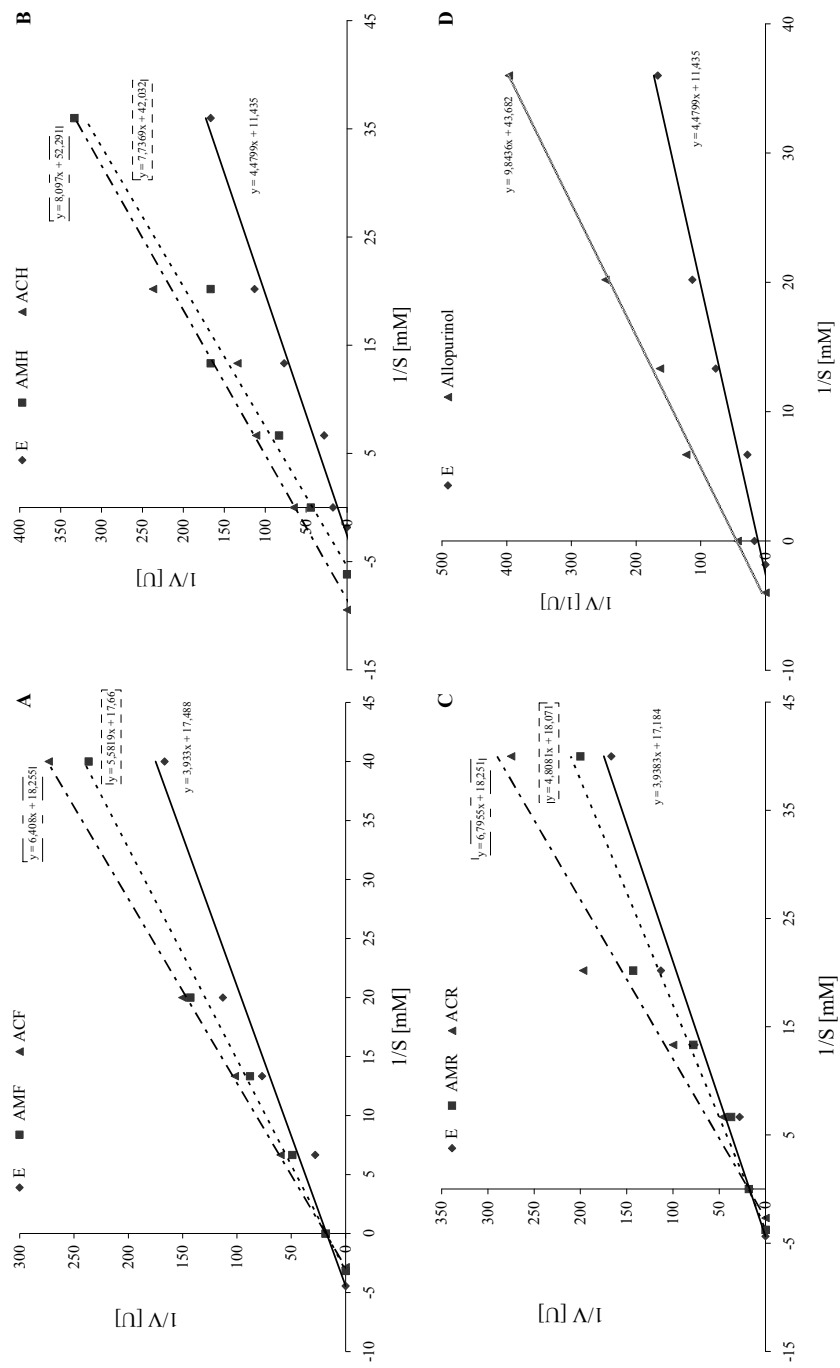 A
E AMF ACF
1/V [U]
300
250
200
150
100
50
0
-10 -5 0 5 10 15 20 25 30 35 40 45
1/S [mM]
y = 6,408x + 18,255
y = 5,5819x + 17,66
y = 3,933x + 17,488
B
E AMH ACH
1/V [U]
400
350
300
250
200
150
100
50
0
-15 -5 5 15 25 35 45
1/S [mM]
y = 8,097x + 52,291
y = 7,7369x + 42,032
y = 4,4799x + 11,435
C
E AMR ACR
1/V [U]
350
300
250
200
150
100
50
0
-15 -5 5 15 25 35 45
1/S [mM]
y = 6,7955x + 18,251
y = 4,8081x + 18,071
y = 3,9383x + 17,184
D
E Allopurinol
1/V [1/U]
500
400
300
200
100
0
-10 0 10 20 30 40
1/S [mM]
y = 9,8436x + 43,682
y = 4,4799x + 11,435